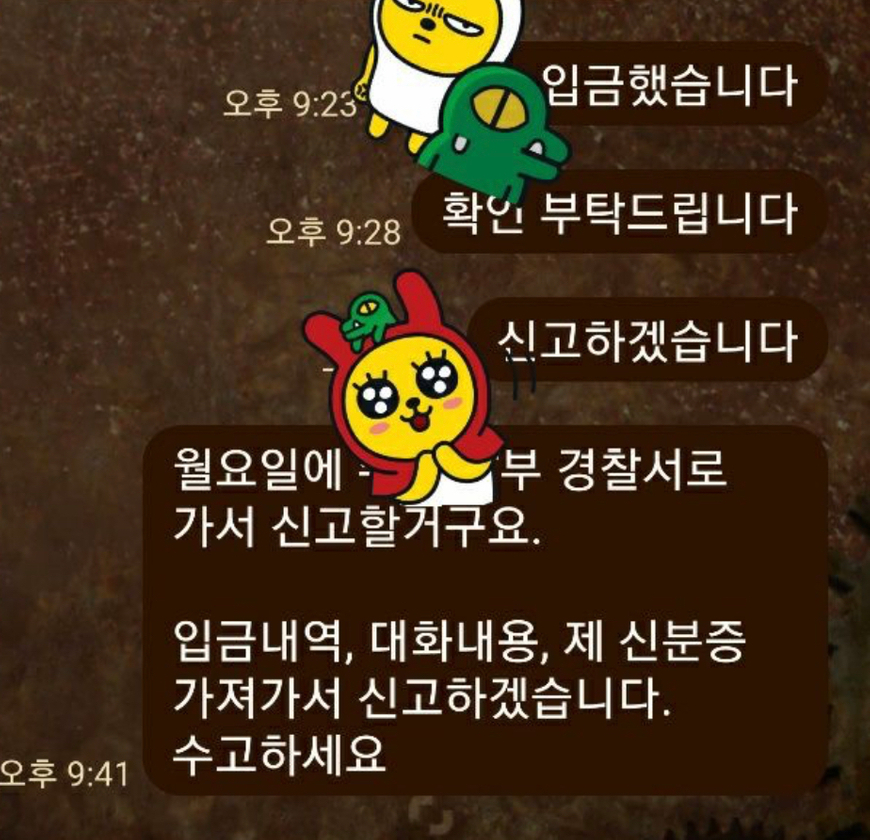 입금했습니다
오후 9:23
확인 부탁드립니다
오후 9:28
신고하겠습니다
월요일에 부 경찰서로
가서 신고할거구요.
입금내역, 대화내용, 제 신분증
가져가서 신고하겠습니다.
수고하세요
오후 9:41